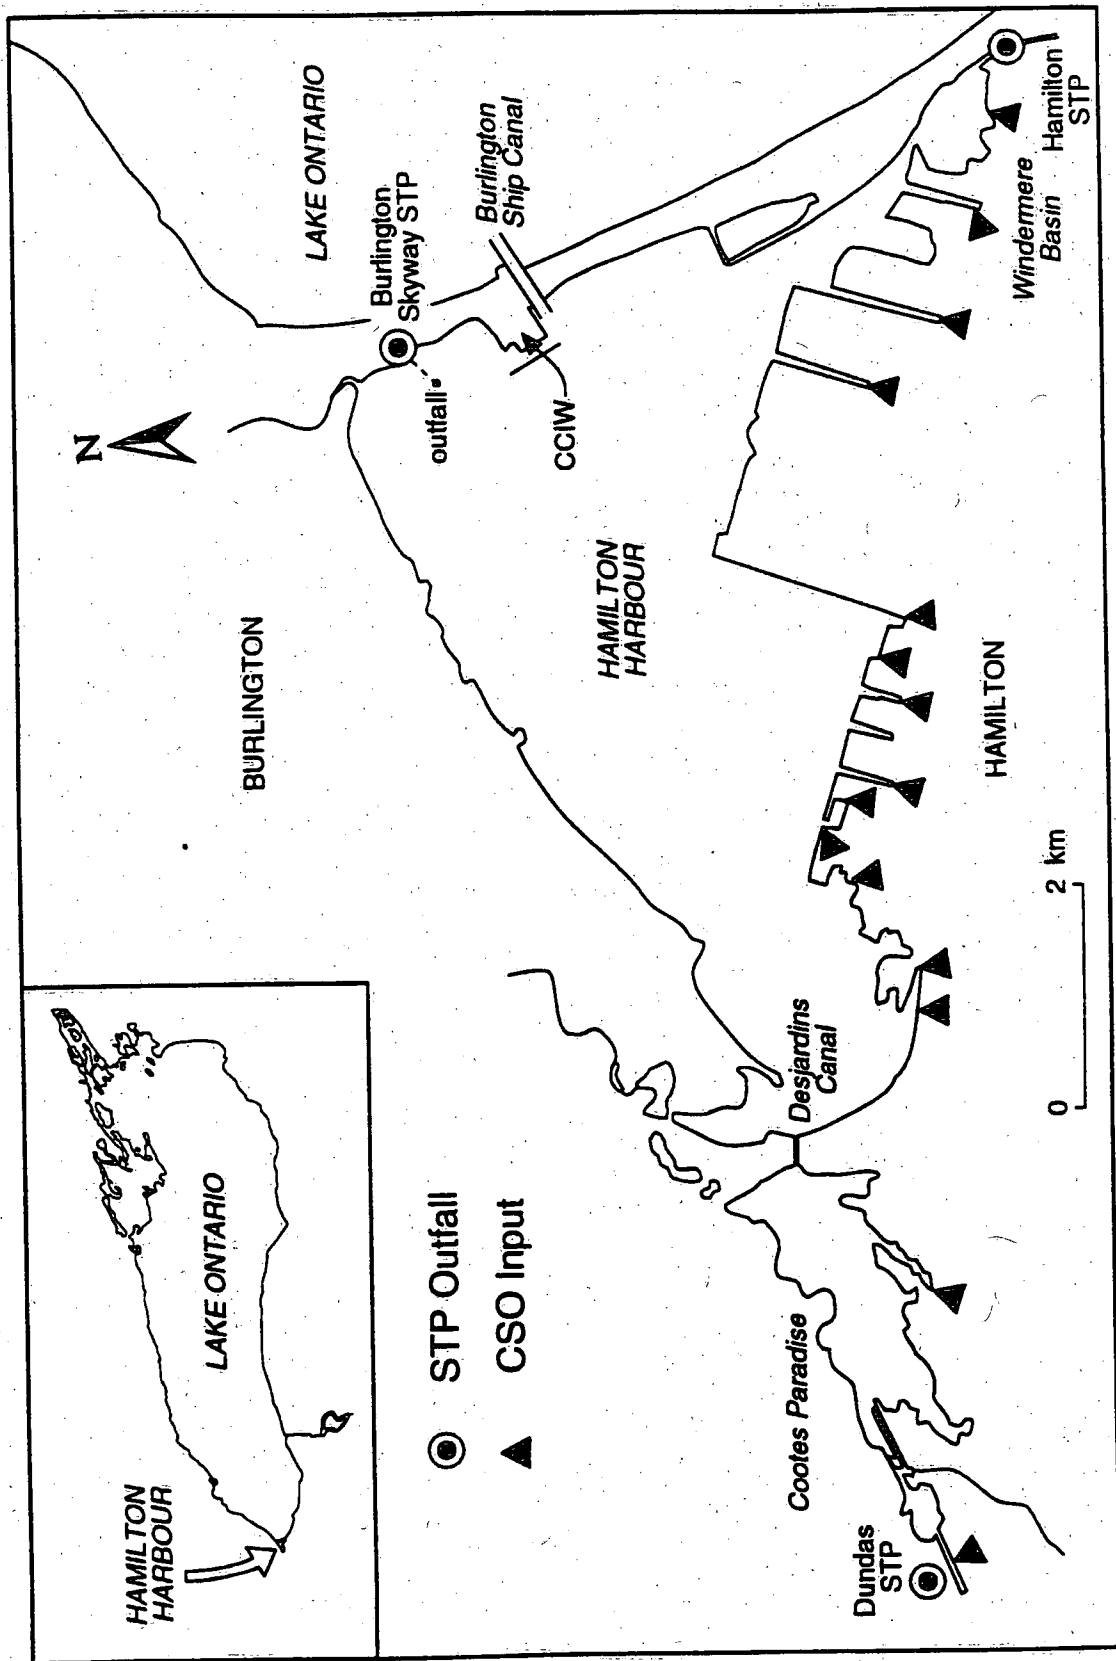 HAMILTON
HARBOUR
LAKE ONTARIO
STP Outfall
CSO Input
N
BURLINGTON
LAKE ONTARIO
Burlington
Skyway STP
outfall
Burlington
Ship Canal
CCIW
HAMILTON
HARBOUR
Cootes Paradise
Desjardins
Canal
Dundas
STP
0
2 km
HAMILTON
Windermere
Basin
Hamilton
STP